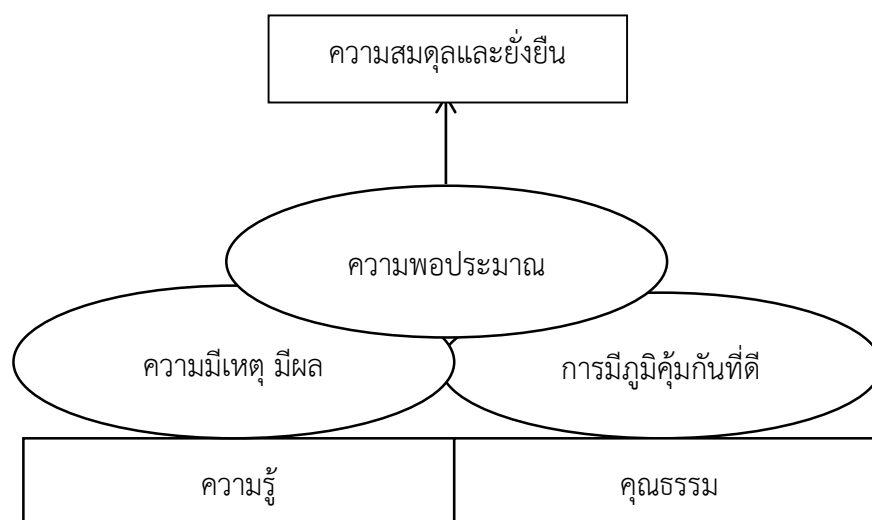 ความสมดุลและยั่งยืน
ความพอประมาณ
ความมีเหตุ มีผล
การมีภูมิคุ้มกันที่ดี
ความรู้
คุณธรรม